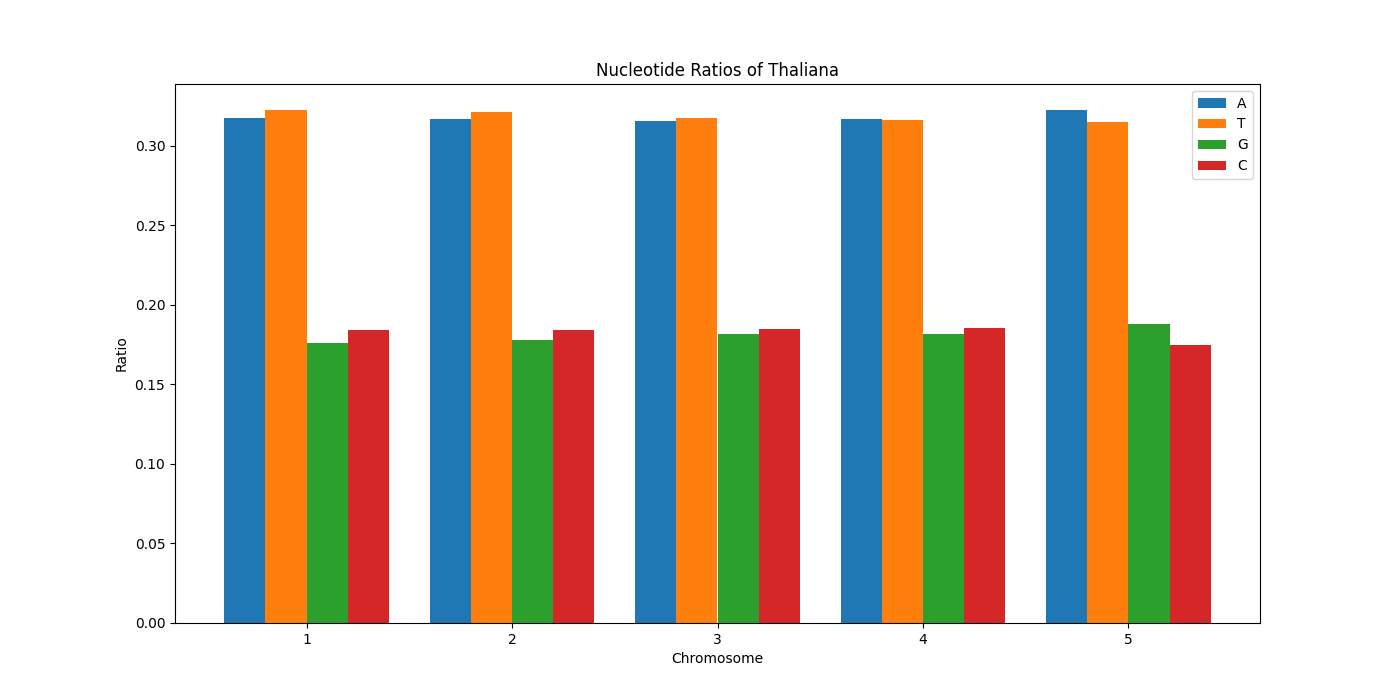 Nucleotide Ratios of Thaliana
A
T
G
C
0.30
0.25
0.20
0.15
0.10
0.05
0.00
Ratio
1 2 3 4 5
Chromosome